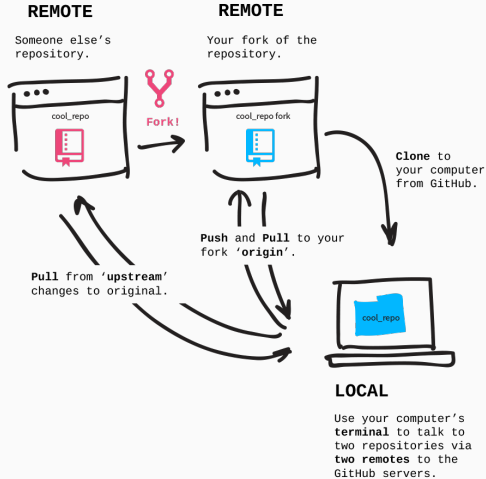 REMOTE
Someone else's
repository.
cool_repo
Fork!
REMOTE
Your fork of the
repository.
cool_repo fork
Clone to
your computer
from GitHub.
Push and Pull to your
fork ‘origin’.
Pull from ‘upstream’
changes to original.
cool_repo
LOCAL
Use your computer's
terminal to talk to
two repositories via
two remotes to the
GitHub servers.